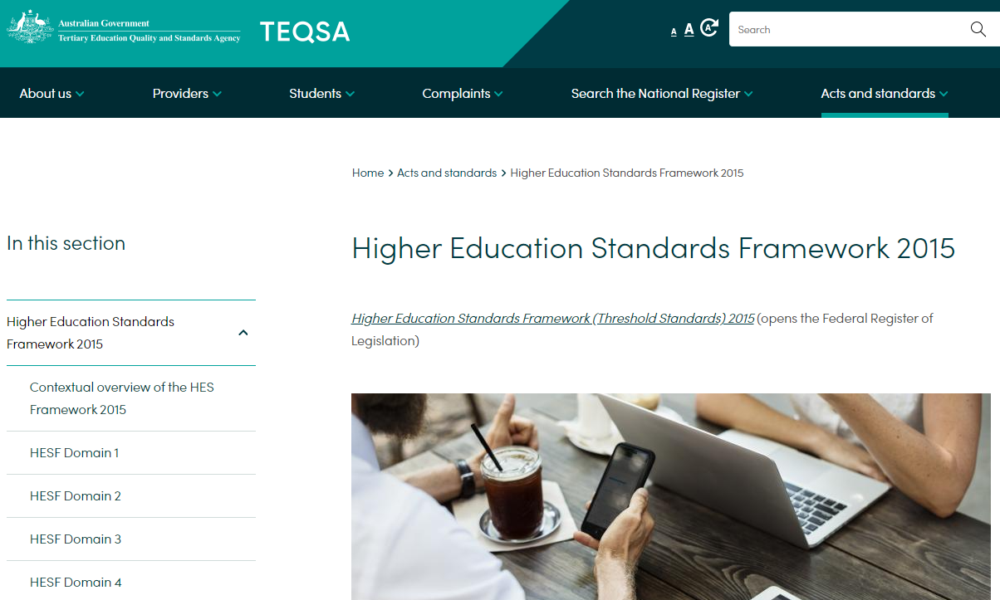 Australian Government
Tertiary Education Quality and Standards Agency
TEQSA
A A A
Search
About us
Providers
Students
Complaints
Search the National Register
Acts and standards
Home > Acts and standards > Higher Education Standards Framework 2015
In this section
Higher Education Standards
Framework 2015
Contextual overview of the HES
Framework 2015
HESF Domain 1
HESF Domain 2
HESF Domain 3
HESF Domain 4
Higher Education Standards Framework 2015
Higher Education Standards Framework (Threshold Standards) 2015 (opens the Federal Register of
Legislation)